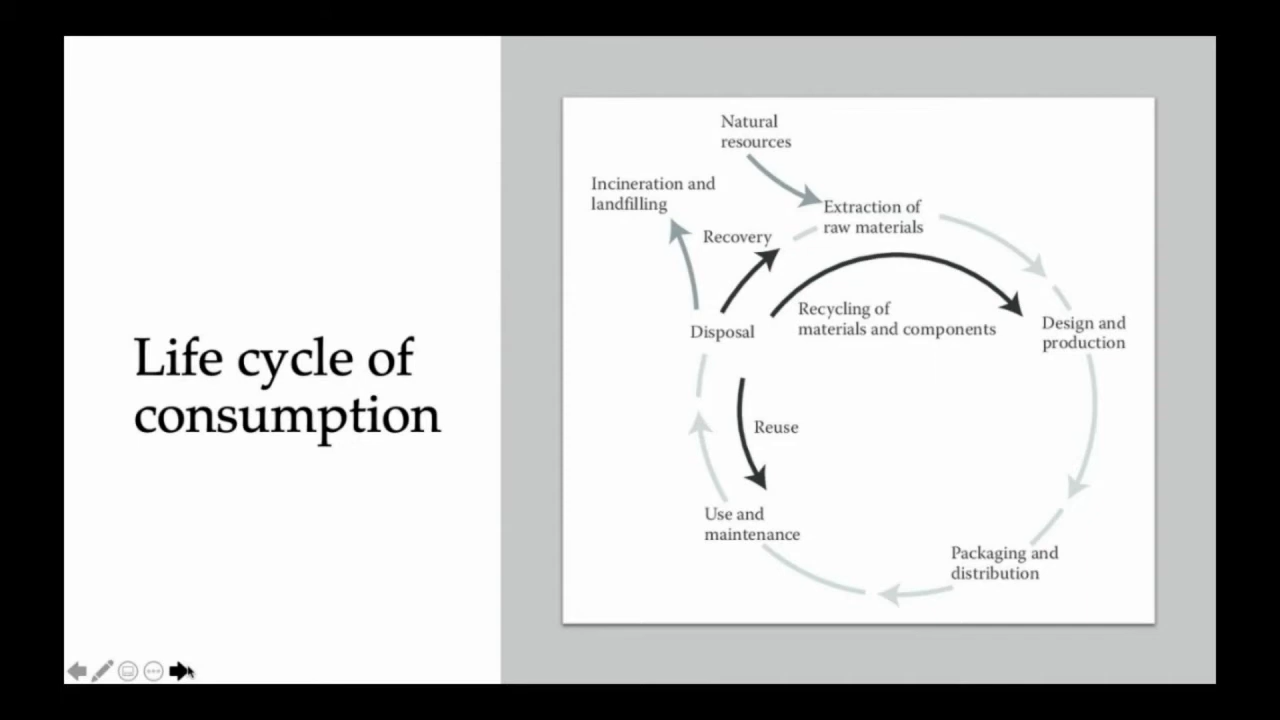 Life cycle of
consumption
Natural
resources
Incineration and
landfilling
Recovery
Extraction of
raw materials
Recycling of
materials and components
Disposal
Design and
production
Reuse
Use and
maintenance
Packaging and
distribution